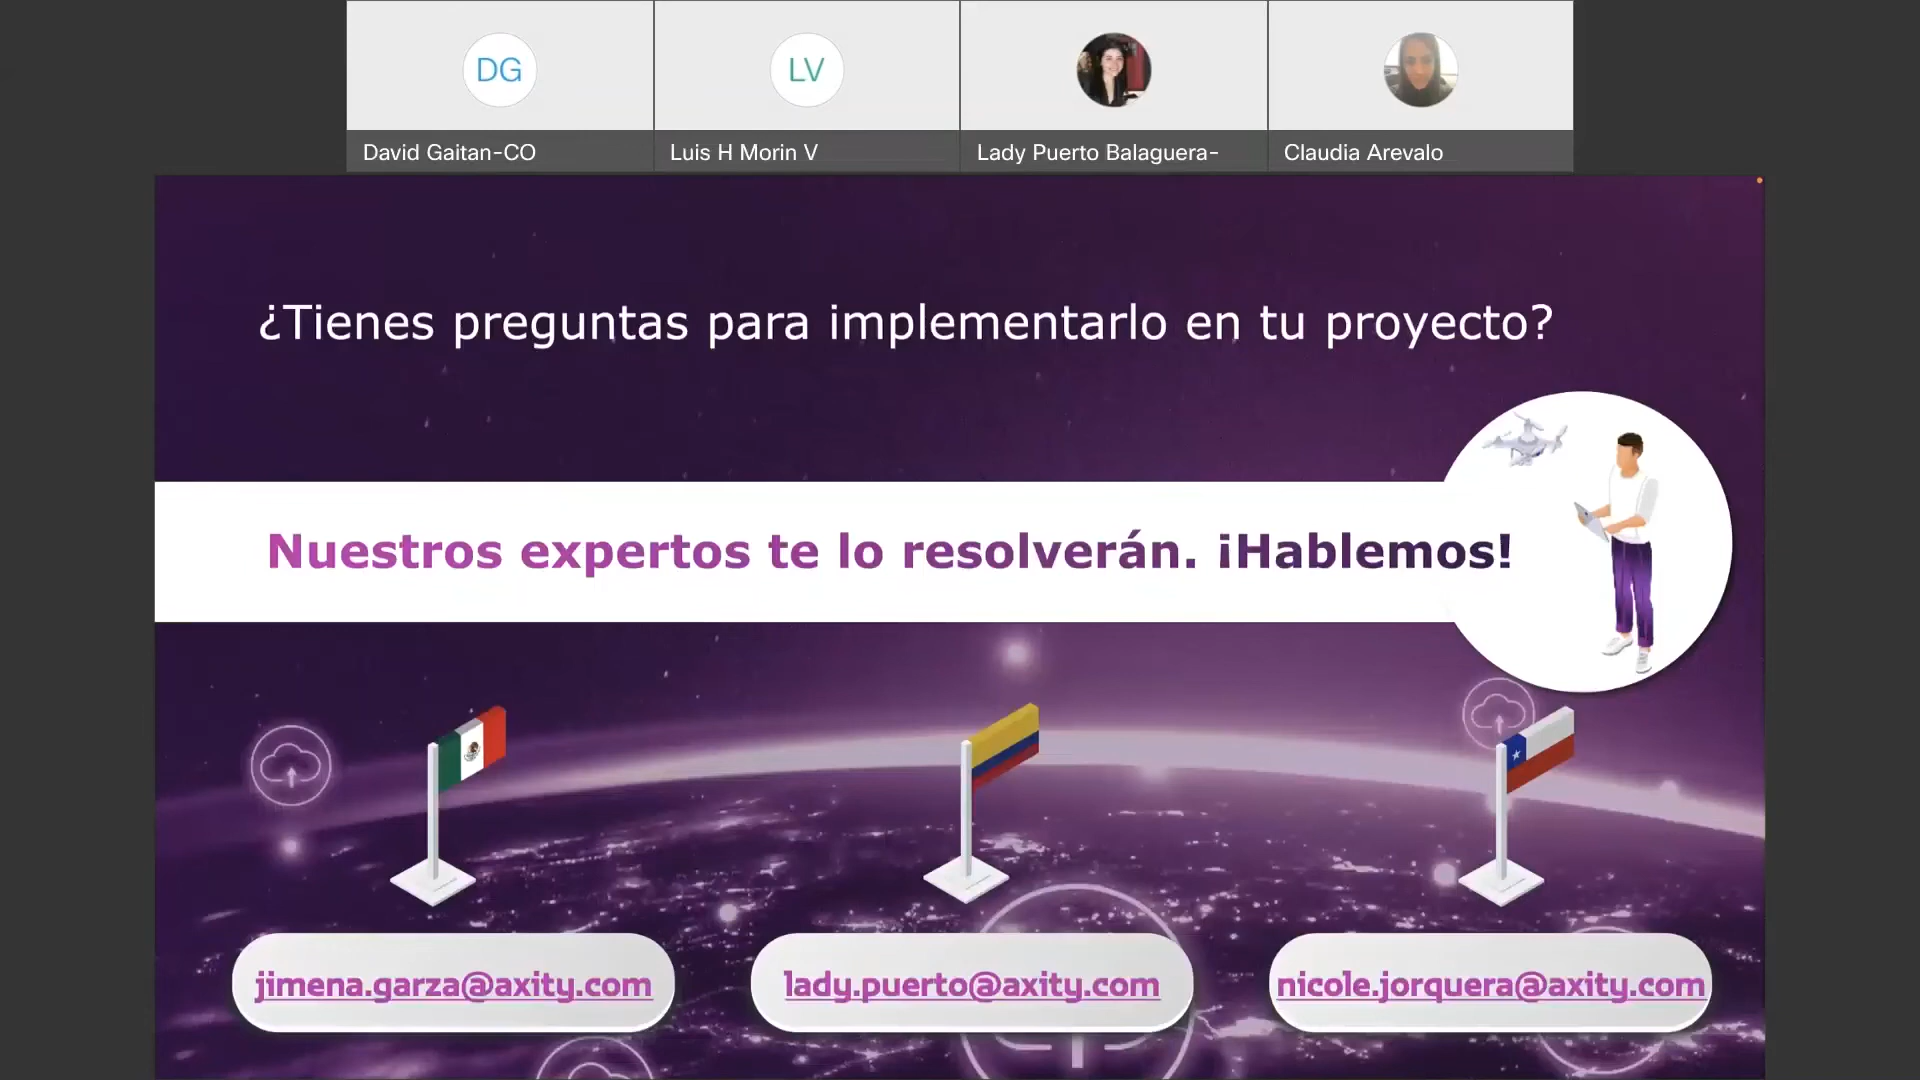 DG
LV
David Gaitan-CO
Luis H Morin V
Lady Puerto Balaguera-
Claudia Arevalo
¿Tienes preguntas para implementarlo en tu proyecto?
Nuestros expertos te lo resolverán. ¡Hablemos!
jimena.garza@axity.com
lady.puerto@axity.com
nicole.jorquera@axity.com